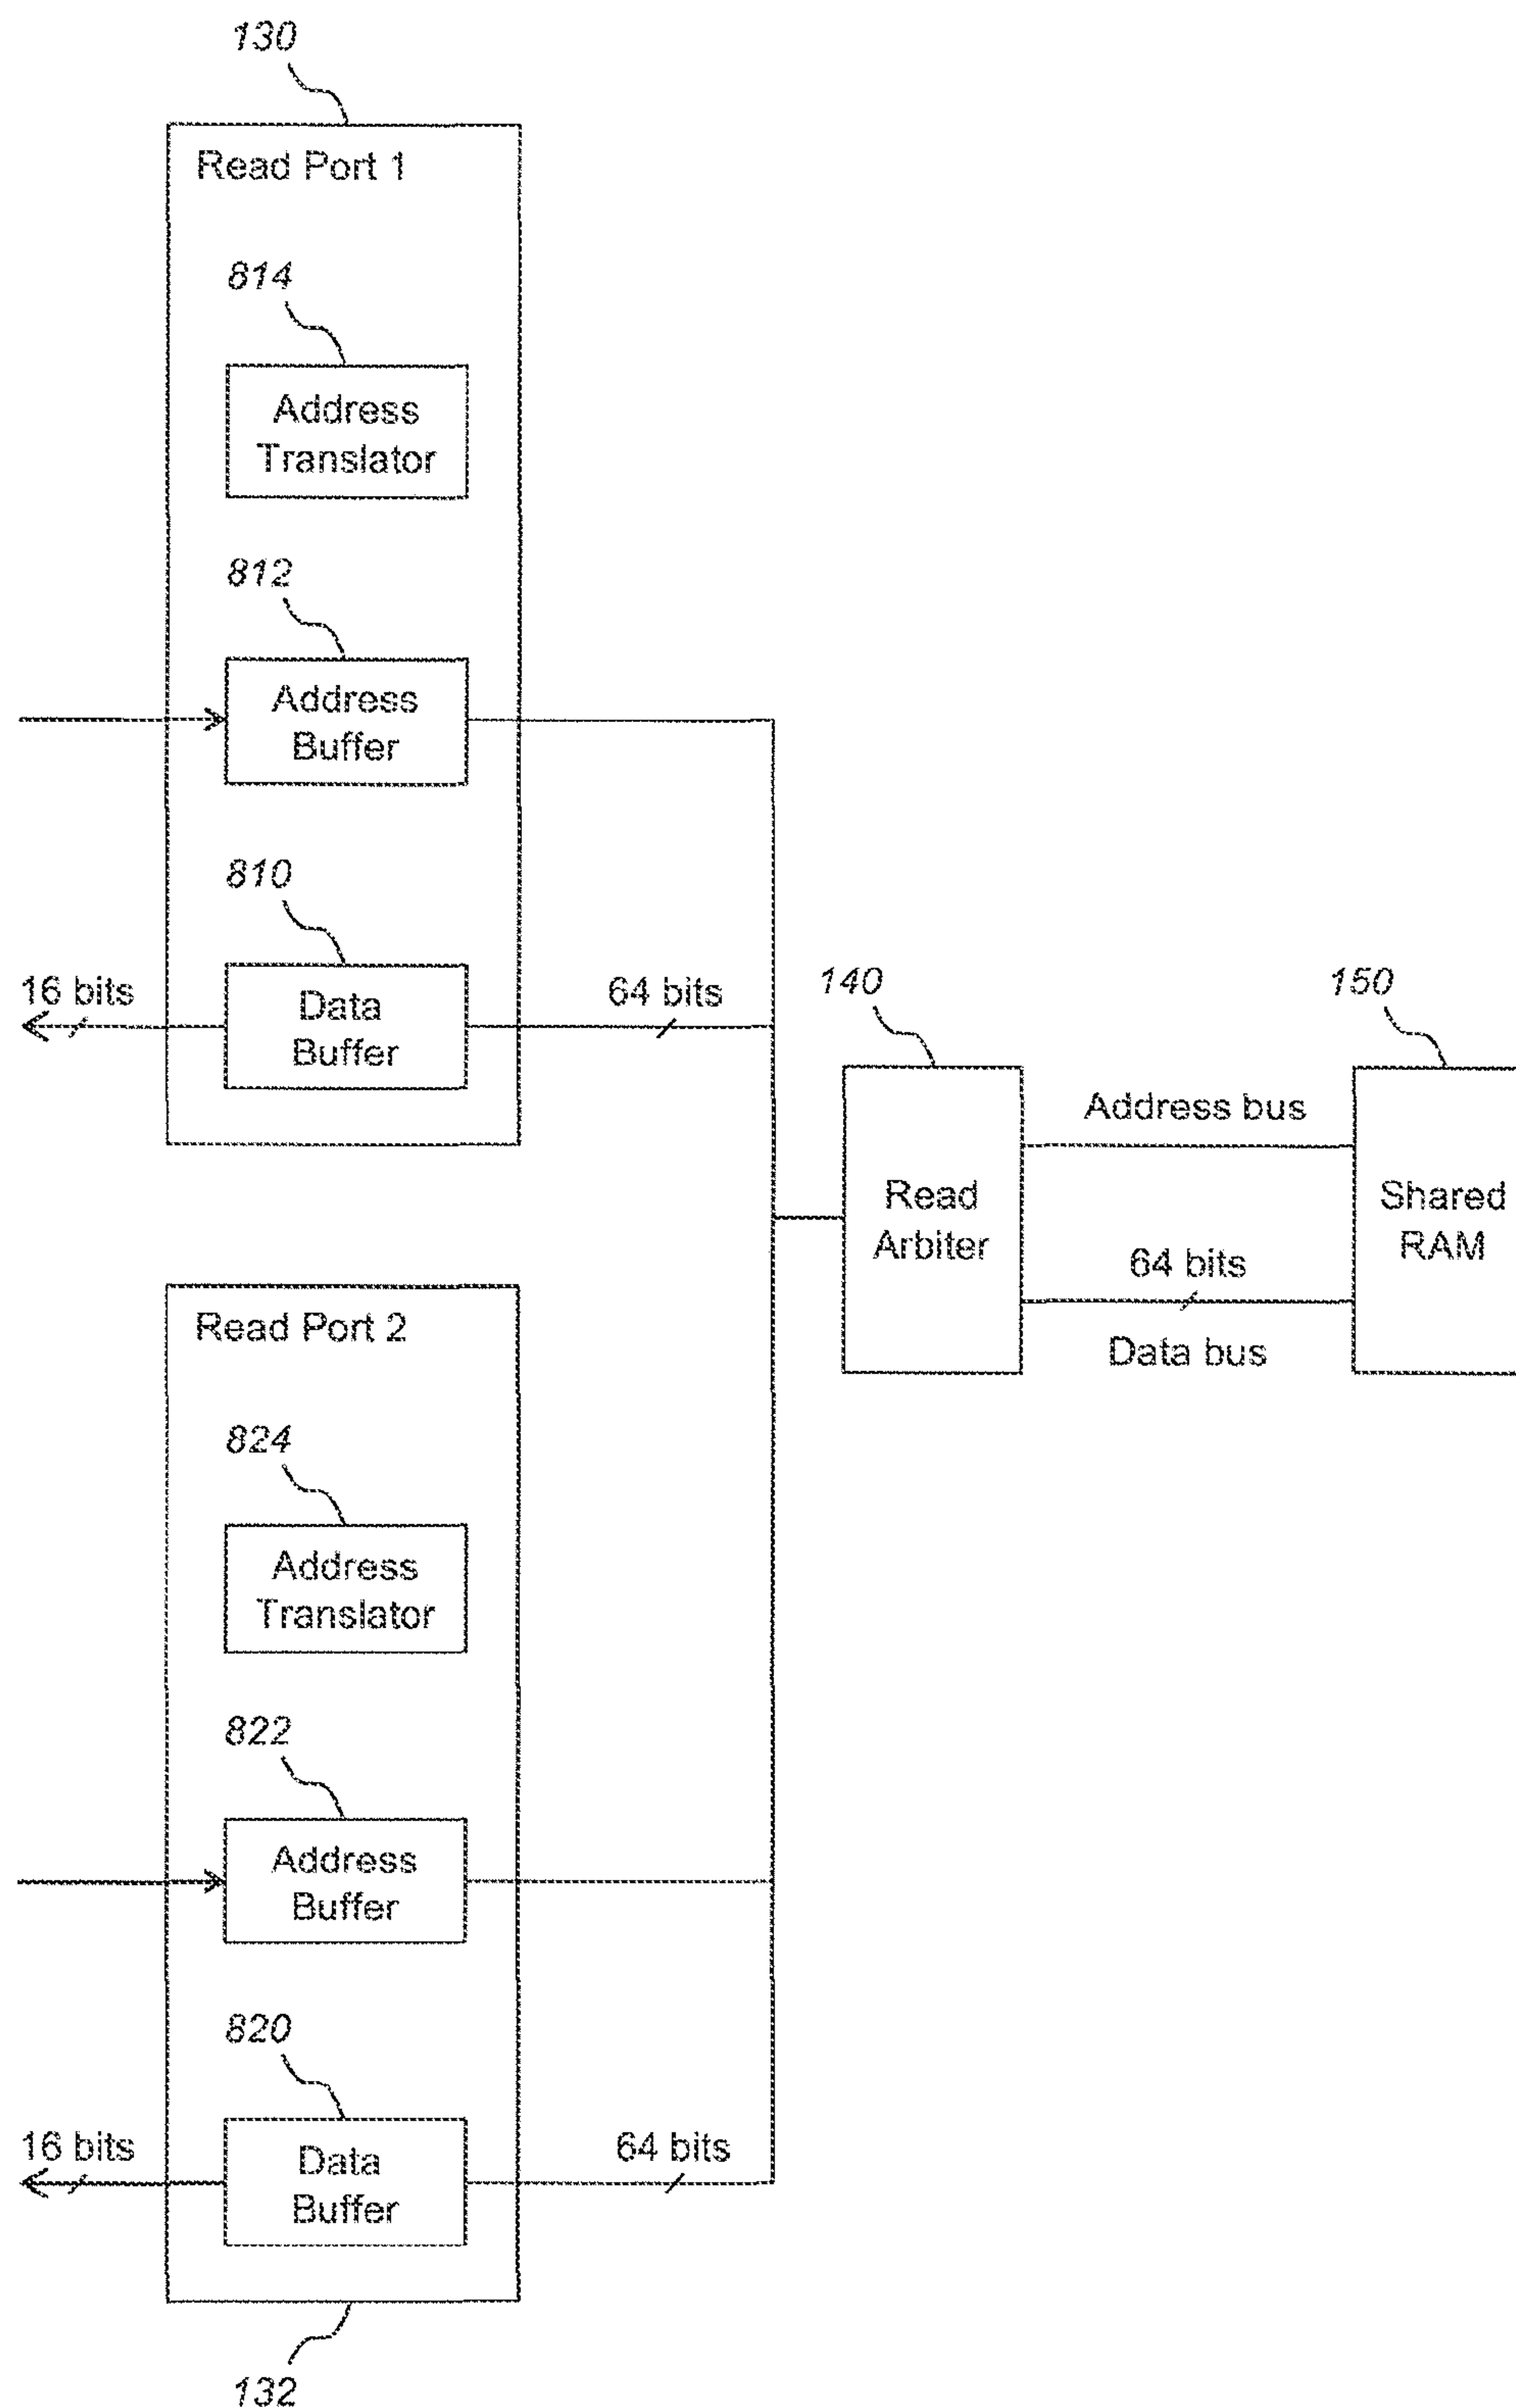 130
Read Port 1
814
Address
Translator
812
Address
Buffer
810
16 bits
Data
Buffer
64 bits
140
150
Read
Arbiter
Address bus
64 bits
Data bus
Shared
RAM
Read Port 2
824
Address
Translator
822
Address
Buffer
820
16 bits
Data
Buffer
64 bits
132